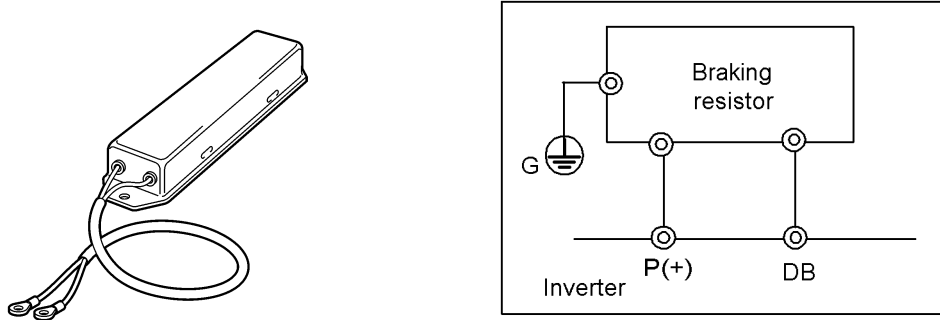 Braking
resistor
G
P(+)
DB
Inverter